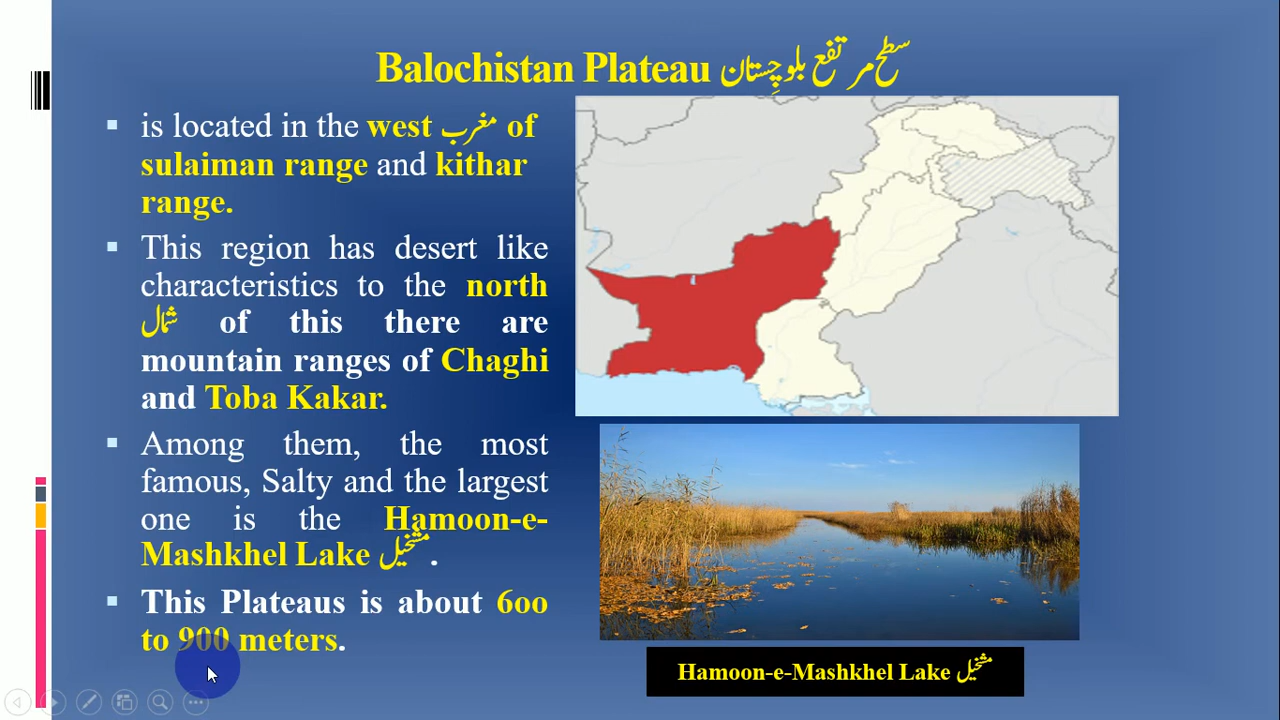 Balochistan Plateau سطح مرتفع بلوچِستان
is located in the west مغرب of
sulaiman range and kithar
range.
This region has desert like
characteristics to the north
شمال of this there are
mountain ranges of Chaghi
and Toba Kakar.
Among them, the most
famous, Salty and the largest
one is the Hamoon-e-
Mashkhel Lake مشخیل.
This Plateaus is about 6oo
to 900 meters.
Hamoon-e-Mashkhel Lake مشخیل